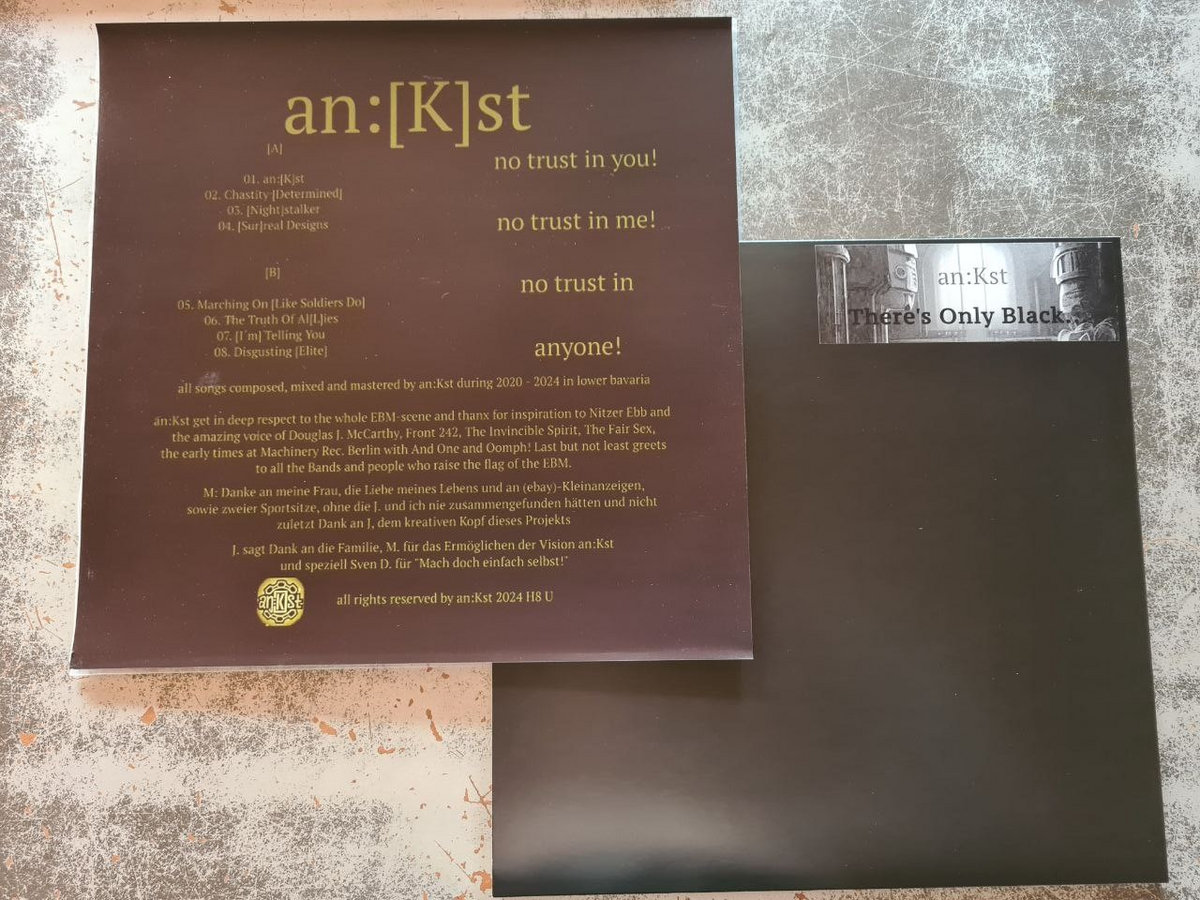 an:[K]st
[A]
01. an:[K]st
02. Chastity [Determined]
03. [Night]stalker
04. [Sur]real Designs
[B]
05. Marching On [Like Soldiers Do]
06. The Truth Of Al[L]ies
07. [I´m] Telling You
08. Disgusting [Elite]
no trust in you!
no trust in me!
no trust in
anyone!
all songs composed, mixed and mastered by an:Kst during 2020 - 2024 in lower bavaria
an:Kst get in deep respect to the whole EBM-scene and thanx for inspiration to Nitzer Ebb and
the amazing voice of Douglas J. McCarthy, Front 242, The Invincible Spirit, The Fair Sex,
the early times at Machinery Rec. Berlin with And One and Oomph! Last but not least greets
to all the Bands and people who raise the flag of the EBM.
M: Danke an meine Frau, die Liebe meines Lebens und an (ebay)-Kleinanzeigen,
sowie zweier Sportsitze, ohne die J. und ich nie zusammengefunden hätten und nicht
zuletzt Dank an J, dem kreativen Kopf dieses Projekts
J. sagt Dank an die Familie, M. für das Ermöglichen der Vision an:Kst
und speziell Sven D. für "Mach doch einfach selbst!"
an:[K]st
all rights reserved by an:Kst 2024 H8 U
an:Kst
There's Only Black...